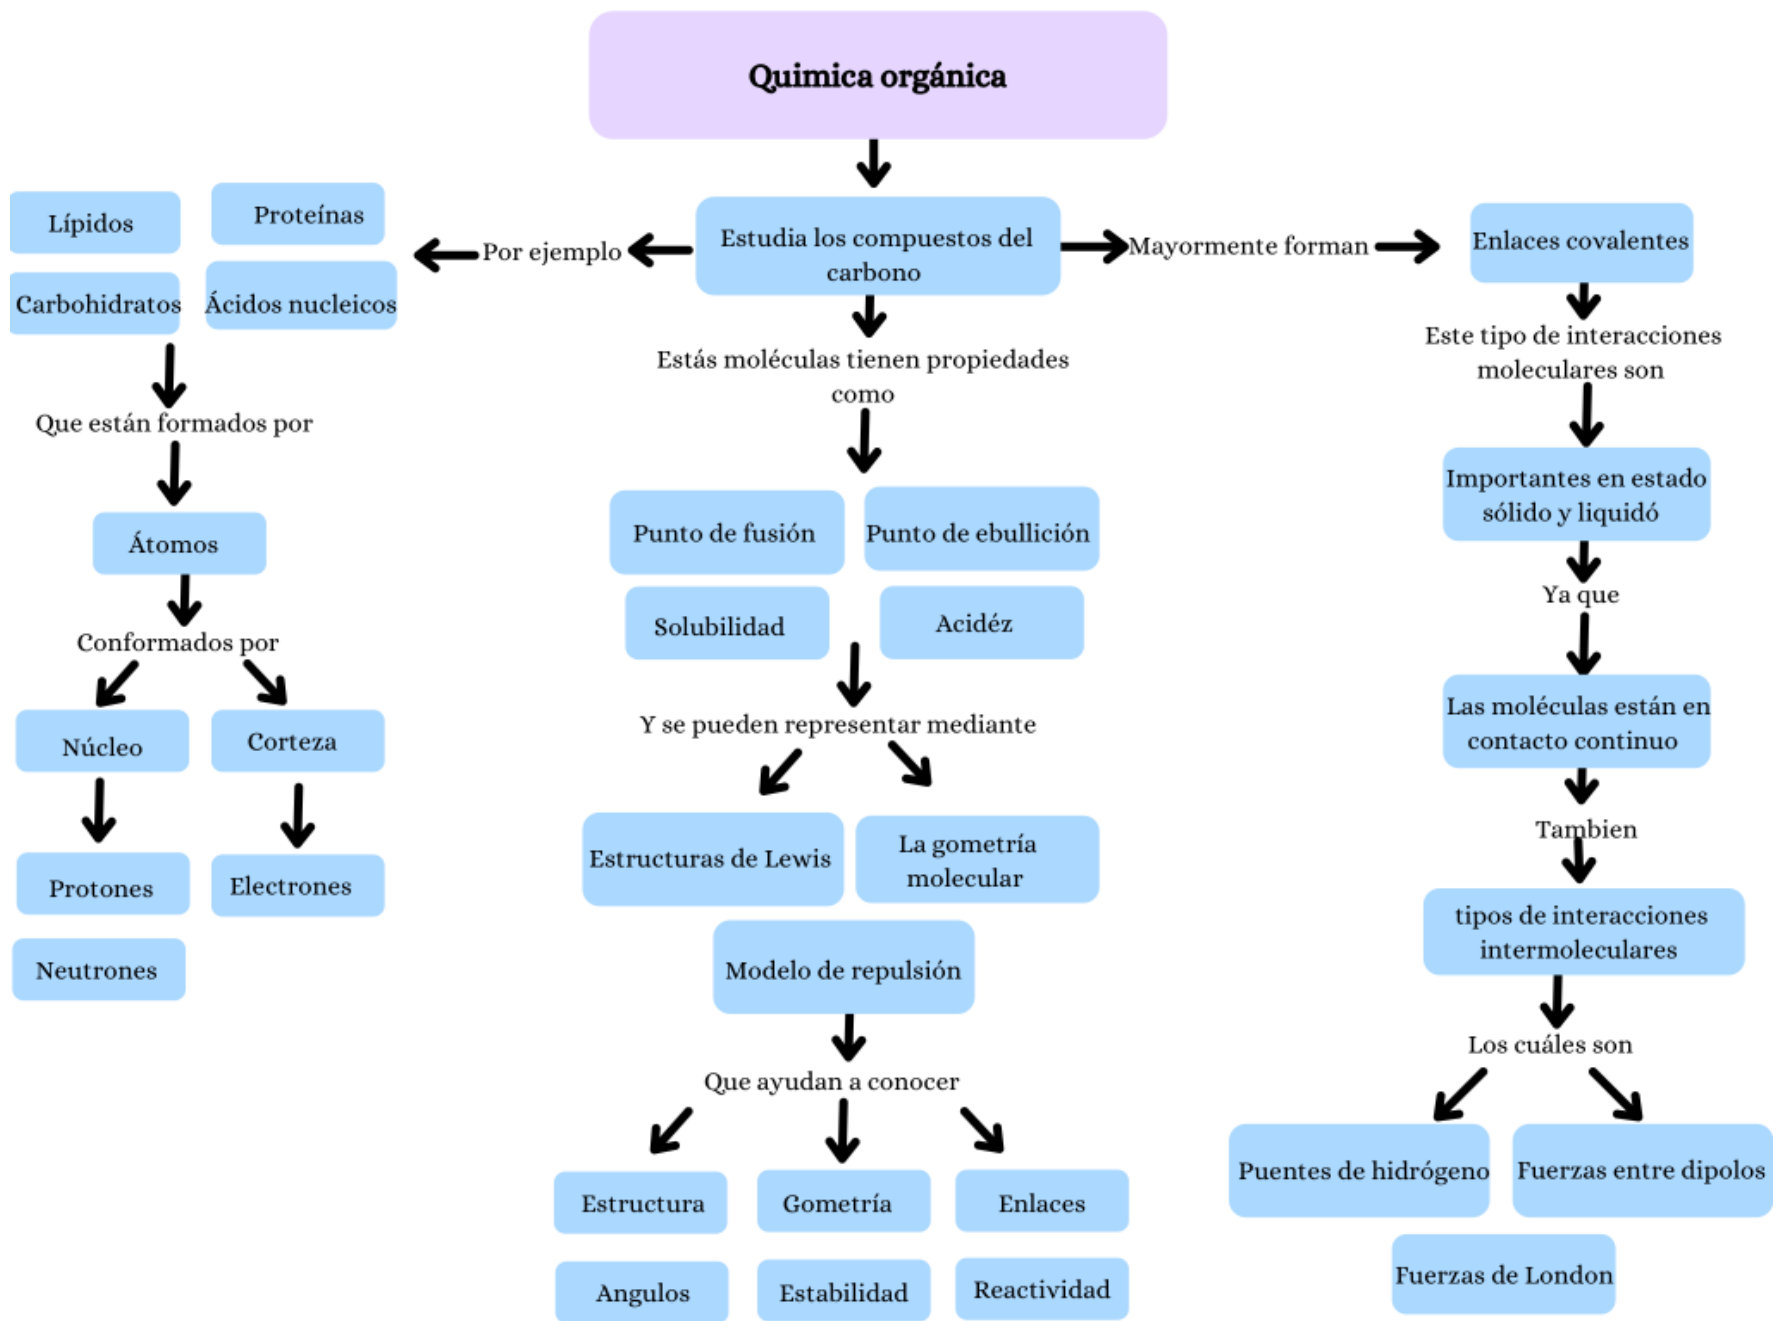 Quimica orgánica
Estudia los compuestos del
carbono
Por ejemplo
Lípidos
Proteínas
Carbohidratos
Ácidos nucleicos
Que están formados por
Átomos
Conformados por
Núcleo
Corteza
Protones
Electrones
Neutrones
Estás moléculas tienen propiedades
como
Punto de fusión
Punto de ebullición
Solubilidad
Acidéz
Y se pueden representar mediante
Estructuras de Lewis
La gometría
molecular
Modelo de repulsión
Que ayudan a conocer
Estructura
Gometría
Enlaces
Angulos
Estabilidad
Reactividad
Mayormente forman
Enlaces covalentes
Este tipo de interacciones
moleculares son
Importantes en estado
sólido y liquidó
Ya que
Las moléculas están en
contacto continuo
Tambien
tipos de interacciones
intermoleculares
Los cuáles son
Puentes de hidrógeno
Fuerzas entre dipolos
Fuerzas de London